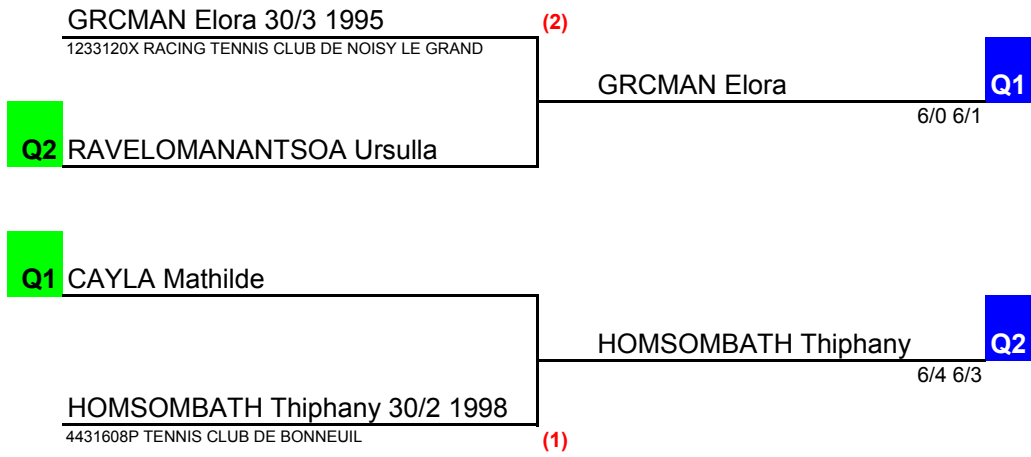 GRCMAN Elora 30/3 1995
(2)
1233120X RACING TENNIS CLUB DE NOISY LE GRAND
GRCMAN Elora
Q1
6/0 6/1
Q2 RAVELOMANANTSOA Ursulla
Q1 CAYLA Mathilde
HOMSOMBATH Thiphany
Q2
6/4 6/3
HOMSOMBATH Thiphany 30/2 1998
4431608P TENNIS CLUB DE BONNEUIL
(1)